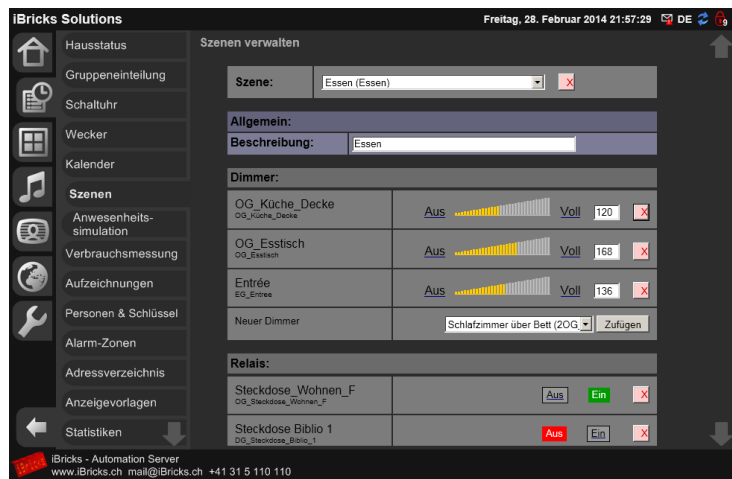 iBricks Solutions
Freitag, 28. Februar 2014 21:57:29 DE 9
Hausstatus
Gruppeneinteilung
Schaltuhr
Wecker
Kalender
Szenen
Anwesenheits-
simulation
Verbrauchsmessung
Aufzeichnungen
Personen & Schlüssel
Alarm-Zonen
Adressverzeichnis
Anzeigevorlagen
Statistiken
Szenen verwalten
Szene: Essen (Essen) X
Allgemein:
Beschreibung: Essen
Dimmer:
OG_Küche_Decke
OG_Küche_Decke
Aus Voll 120 X
OG_Esstisch
OG_Esstisch
Aus Voll 168 X
Entrée
EG_Entree
Aus Voll 136 X
Neuer Dimmer Schlafzimmer über Bett (2OG_ Zufügen
Relais:
Steckdose_Wohnen_F
OG_Steckdose_Wohnen_F
Aus Ein X
Steckdose Biblio 1
DG_Steckdose_Biblio_1
Aus Ein X
iBricks - Automation Server
www.iBricks.ch mail@iBricks.ch +41 31 5 110 110